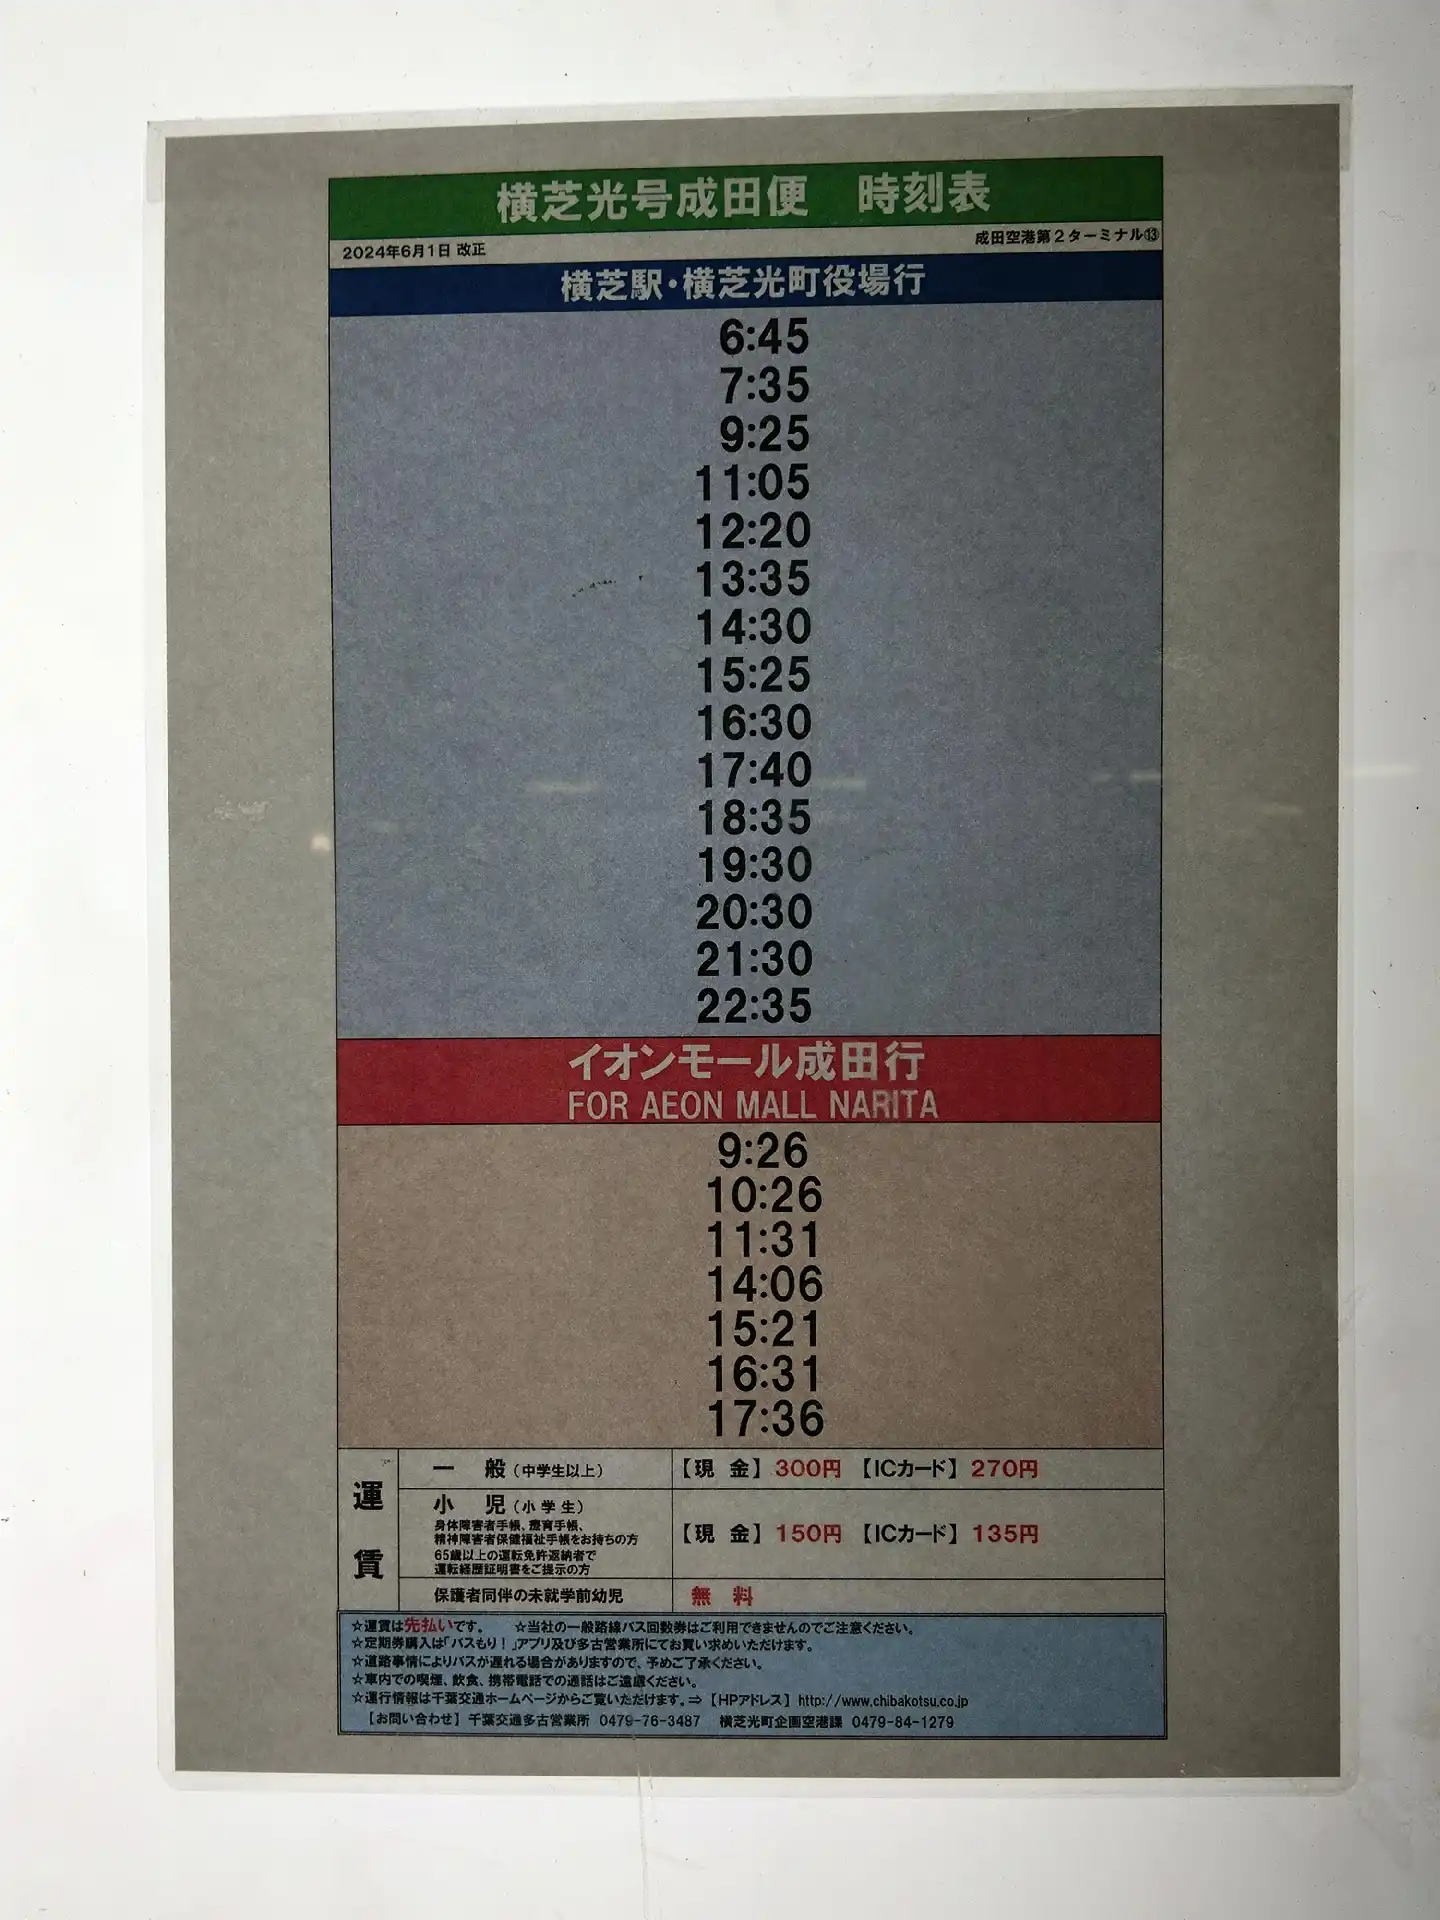 横芝光号成田便　時刻表
2024年6月1日 改正
成田空港第2ターミナル⑬
横芝駅・横芝光町役場行
6:45
7:35
9:25
11:05
12:20
13:35
14:30
15:25
16:30
17:40
18:35
19:30
20:30
21:30
22:35
イオンモール成田行
FOR AEON MALL NARITA
9:26
10:26
11:31
14:06
15:21
16:31
17:36
運賃
一　般（中学生以上）
【現　金】300円 【ICカード】270円
小　児（小学生）
身体障害者手帳、療育手帳、
精神障害者保健福祉手帳をお持ちの方
65歳以上の運転免許返納者で
運転経歴証明書をご提示の方
【現　金】150円 【ICカード】135円
保護者同伴の未就学前幼児
無　料
☆運賃は先払いです。　☆当社の一般路線バス回数券はご利用できませんのでご注意ください。
☆定期券購入は「バスもり！」アプリ及び多古営業所にてお買い求めいただけます。
☆道路事情によりバスが遅れる場合がありますので、予めご了承ください。
☆車内での喫煙、飲食、携帯電話での通話はご遠慮ください。
☆運行情報は千葉交通ホームページからご覧いただけます。⇒【HPアドレス】http://www.chibakotsu.co.jp
【お問い合わせ】千葉交通多古営業所 0479-76-3487　横芝光町企画空港課 0479-84-1279